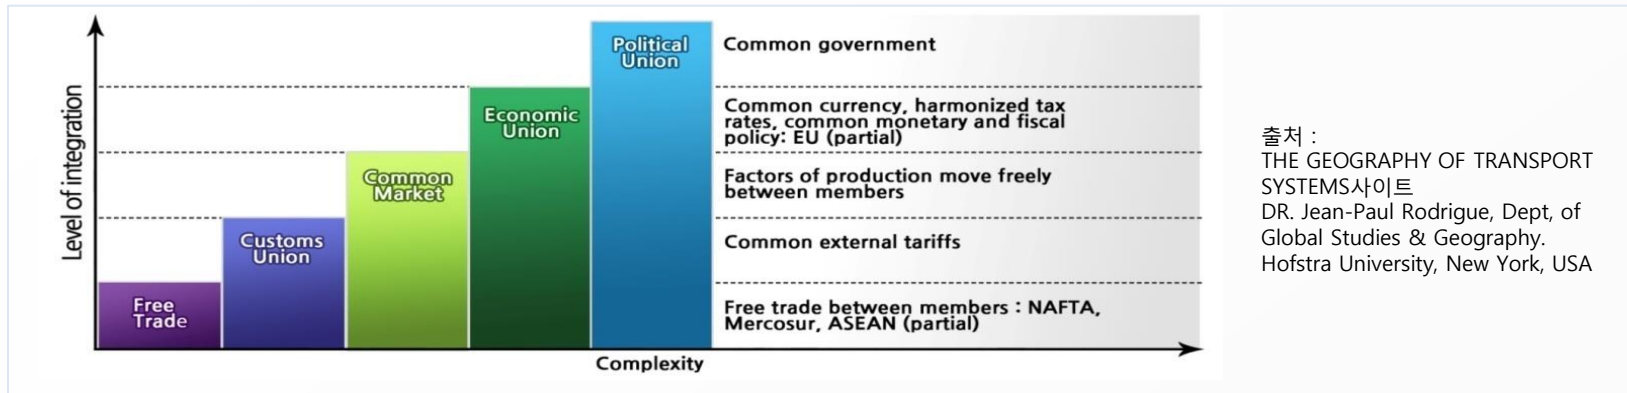 Level of integration
Political
Union
Common government
Economic
Union
Common currency, harmonized tax
rates, common monetary and fiscal
policy: EU (partial)
Common
Market
Factors of production move freely
between members
Customs
Union
Common external tariffs
Free
Trade
Free trade between members : NAFTA,
Mercosur, ASEAN (partial)
Complexity
출처 :
THE GEOGRAPHY OF TRANSPORT
SYSTEMS사이트
DR. Jean-Paul Rodrigue, Dept, of
Global Studies & Geography.
Hofstra University, New York, USA